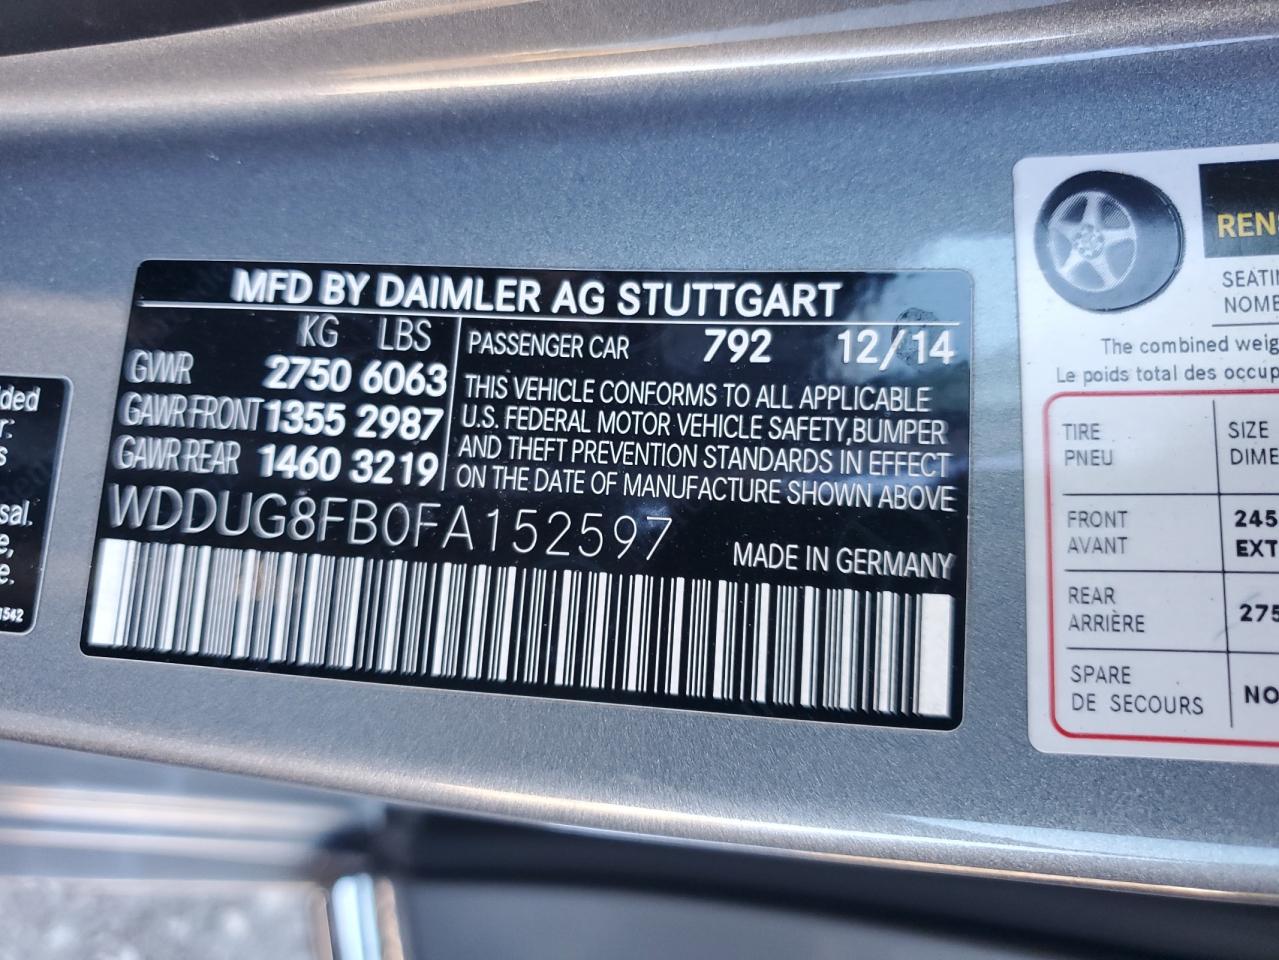 MFD BY DAIMLER AG STUTTGART
KG LBS
GVWR 2750 6063
GAWR FRONT 1355 2987
GAWR REAR 1460 3219
PASSENGER CAR 792 12/14
THIS VEHICLE CONFORMS TO ALL APPLICABLE
U.S. FEDERAL MOTOR VEHICLE SAFETY, BUMPER
AND THEFT PREVENTION STANDARDS IN EFFECT
ON THE DATE OF MANUFACTURE SHOWN ABOVE
WDDUG8FB0FA152597
MADE IN GERMANY
ded
r:
s
sal.
e,
e.
1542
REN
SEATI
NOME
The combined weig
Le poids total des occup
TIRE SIZE
PNEU DIME
FRONT 245
AVANT EXT
REAR 275
ARRIÈRE
SPARE NO
DE SECOURS